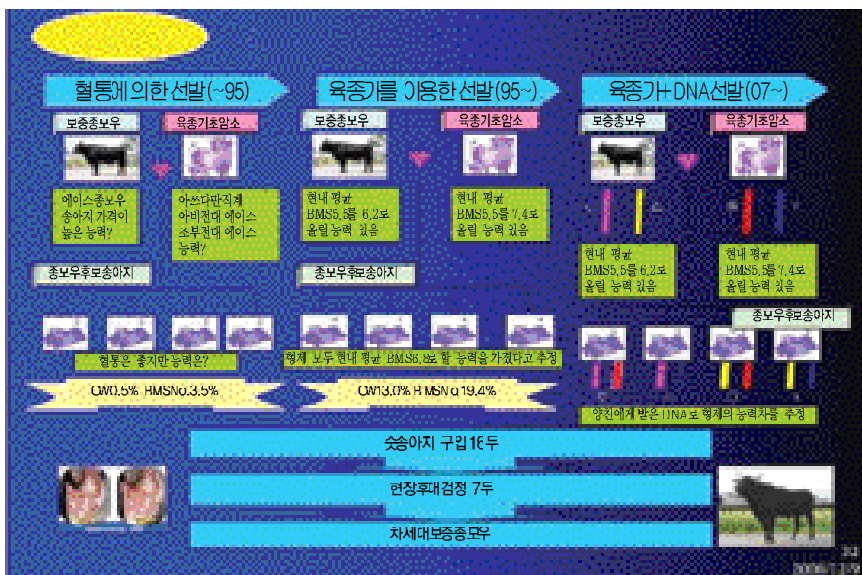 혈통에 의한 선발(~95)
육종가를 이용한 선발(95~)
육종가+DNA선발(07~)
보증종모우
육종기초암소
보증종모우
육종기초암소
보증종모우
육종기초암소
에이스종모우
송아지 가격이
높은 능력?
아쓰다만직계
아비전대 에이스
조부전대 에이스
능력?
현내 평균
BMS5,5를 6,2로
올릴 능력 있음
현내 평균
BMS5,5를 7,4로
올릴 능력 있음
현내 평균
BMS5,5를 6,2로
올릴 능력 있음
현내 평균
BMS5,5를 7,4로
올릴 능력 있음
종모우후보송아지
종모우후보송아지
종모우후보송아지
혈통은 좋지만 능력은?
형제 모두 현내 평균 BMS6,8로 할 능력을 가졌다고 추정
CW0.5% BMSNo.3.5%
CW13.0% BMSNo.19.4%
양친에게 받은 DNA로 형제의 능력차를 추정
숫송아지 구입 16두
현장후대검정 7두
차세대보증종모우